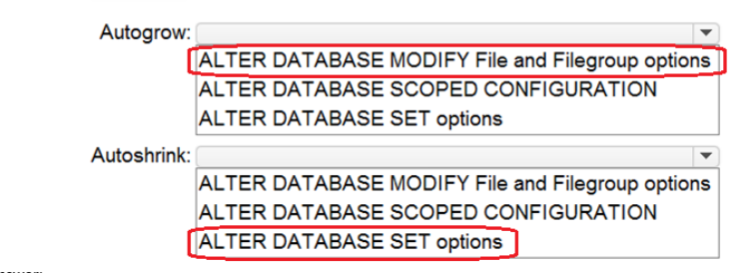 Autogrow:
ALTER DATABASE MODIFY File and Filegroup options
ALTER DATABASE SCOPED CONFIGURATION
ALTER DATABASE SET options
Autoshrink:
ALTER DATABASE MODIFY File and Filegroup options
ALTER DATABASE SCOPED CONFIGURATION
ALTER DATABASE SET options